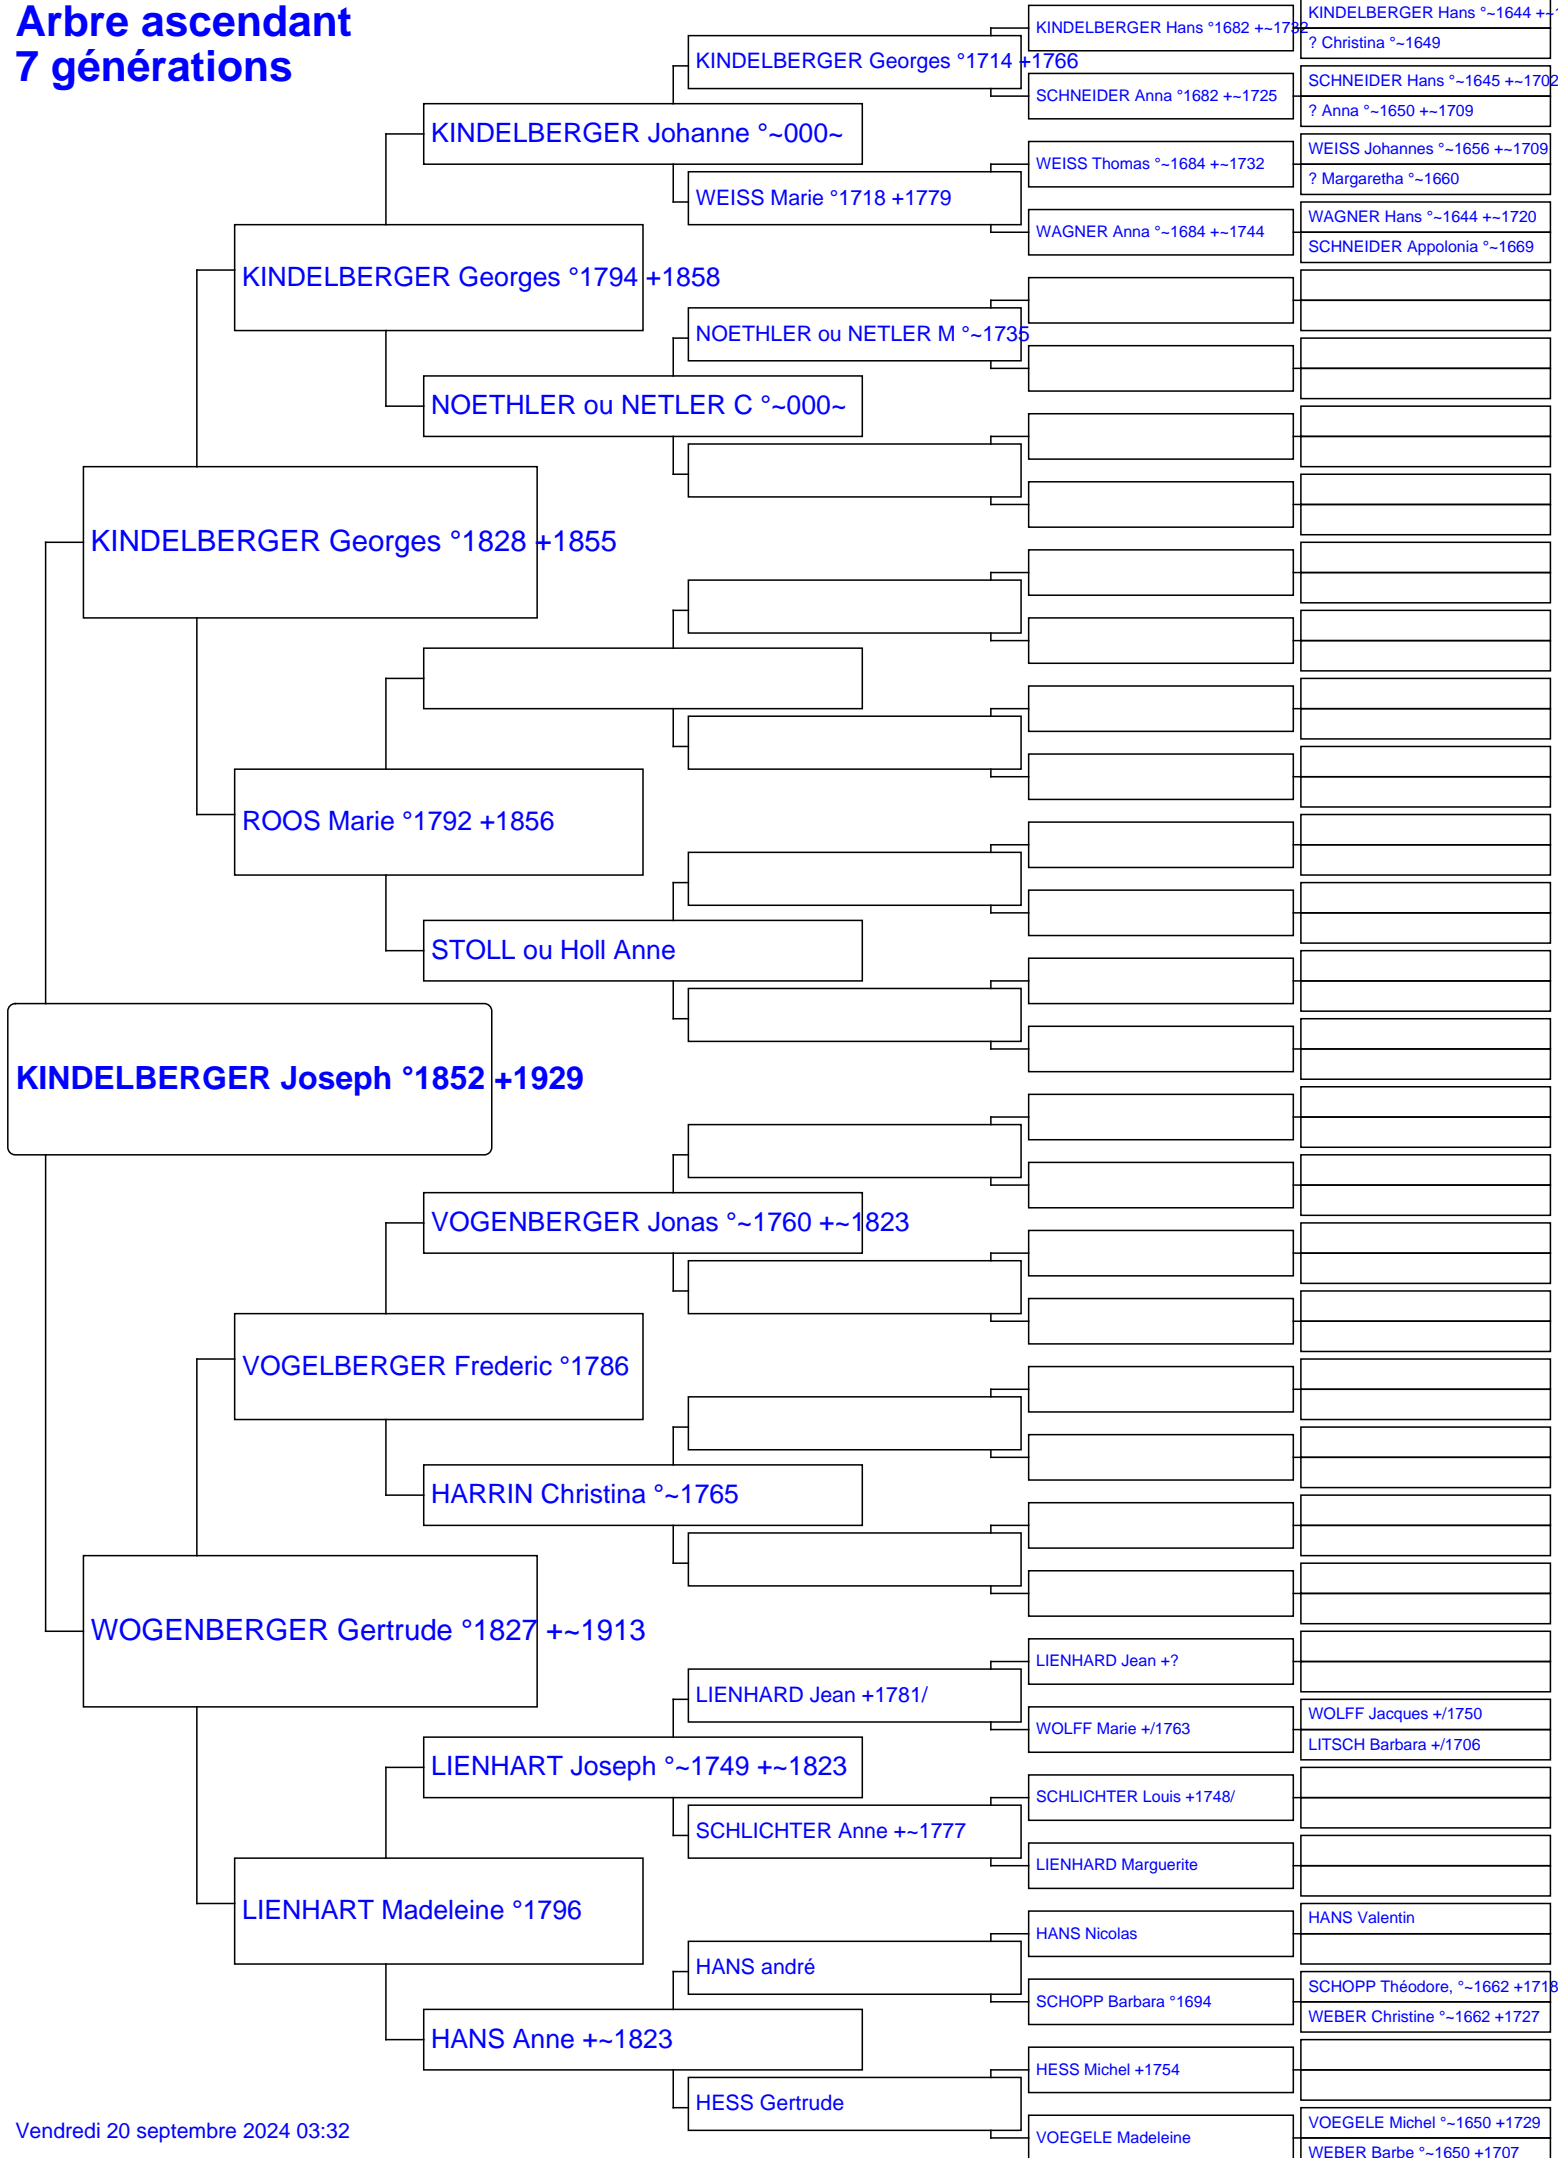 Arbre ascendant
7 générations
KINDELBERGER Joseph °1852 +1929
KINDELBERGER Georges °1828 +1855
WOGENBERGER Gertrude °1827 +~1913
KINDELBERGER Georges °1794 +1858
ROOS Marie °1792 +1856
VOGELBERGER Frederic °1786
LIENHART Madeleine °1796
KINDELBERGER Johanne °~000~
NOETHLER ou NETLER C °~000~
STOLL ou Holl Anne
VOGENBERGER Jonas °~1760 +~1823
HARRIN Christina °~1765
LIENHART Joseph °~1749 +~1823
HANS Anne +~1823
KINDELBERGER Georges °1714 +1766
WEISS Marie °1718 +1779
NOETHLER ou NETLER M °~1735
LIENHARD Jean +1781/
SCHLICHTER Anne +~1777
HANS andré
HESS Gertrude
KINDELBERGER Hans °1682 +~1732
SCHNEIDER Anna °1682 +~1725
WEISS Thomas °~1684 +~1732
WAGNER Anna °~1684 +~1744
LIENHARD Jean +?
WOLFF Marie +/1763
SCHLICHTER Louis +1748/
LIENHARD Marguerite
HANS Nicolas
SCHOPP Barbara °1694
HESS Michel +1754
VOEGELE Madeleine
KINDELBERGER Hans °~1644
? Christina °~1649
SCHNEIDER Hans °~1645 +~1702
? Anna °~1650 +~1709
WEISS Johannes °~1656 +~1709
? Margaretha °~1660
WAGNER Hans °~1644 +~1720
SCHNEIDER Appolonia °~1669
WOLFF Jacques +/1750
LITSCH Barbara +/1706
HANS Valentin
SCHOPP Théodore, °~1662 +1718
WEBER Christine °~1662 +1727
VOEGELE Michel °~1650 +1729
WEBER Barbe °~1650 +1707
Vendredi 20 septembre 2024 03:32